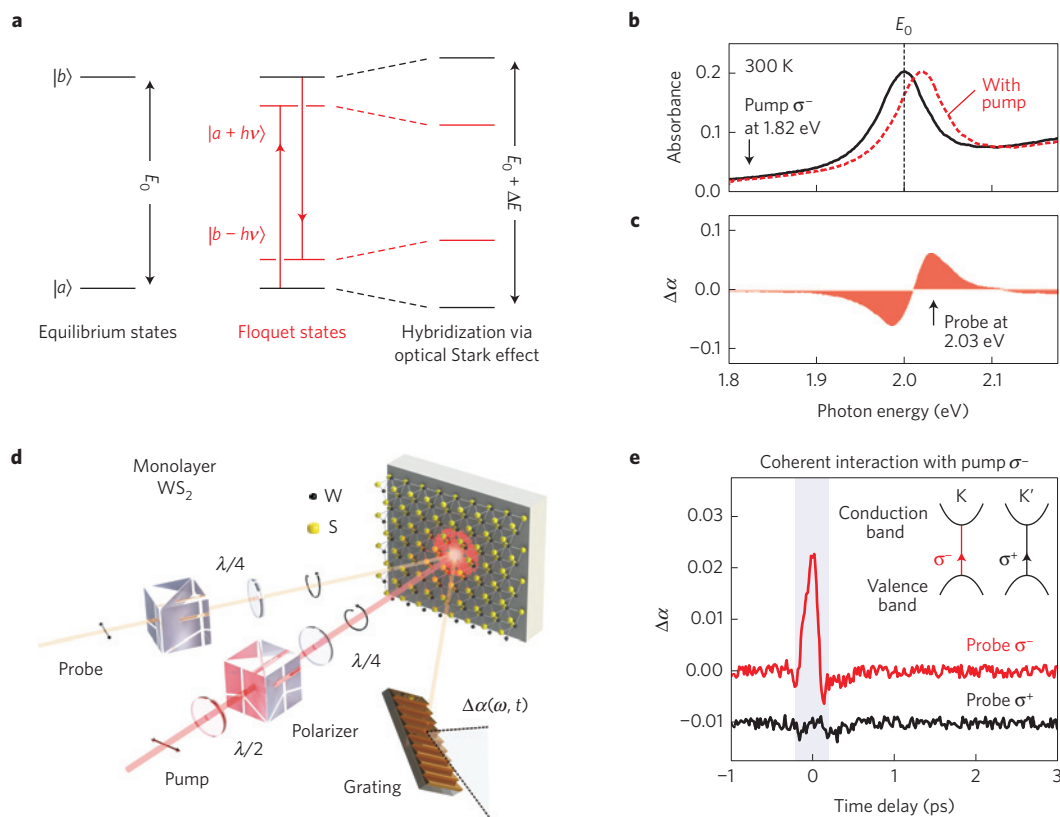 a
|b⟩
|a⟩
E₀
Equilibrium states
|a + hν⟩
|b − hν⟩
Floquet states
E₀ + ΔE
Hybridization via
optical Stark effect
b
E₀
300 K
Pump σ⁻
at 1.82 eV
With
pump
Absorbance
0.2
0.1
0.0
c
Δα
0.1
0.0
−0.1
Probe at
2.03 eV
1.8
1.9
2.0
2.1
Photon energy (eV)
d
Monolayer
WS₂
W
S
λ/4
Probe
λ/4
λ/2
Polarizer
Pump
Grating
Δα(ω, t)
e
Coherent interaction with pump σ⁻
K
K′
Conduction
band
σ⁻
σ⁺
Valence
band
Δα
0.03
0.02
0.01
0.00
−0.01
Probe σ⁻
Probe σ⁺
−1
0
1
2
3
Time delay (ps)